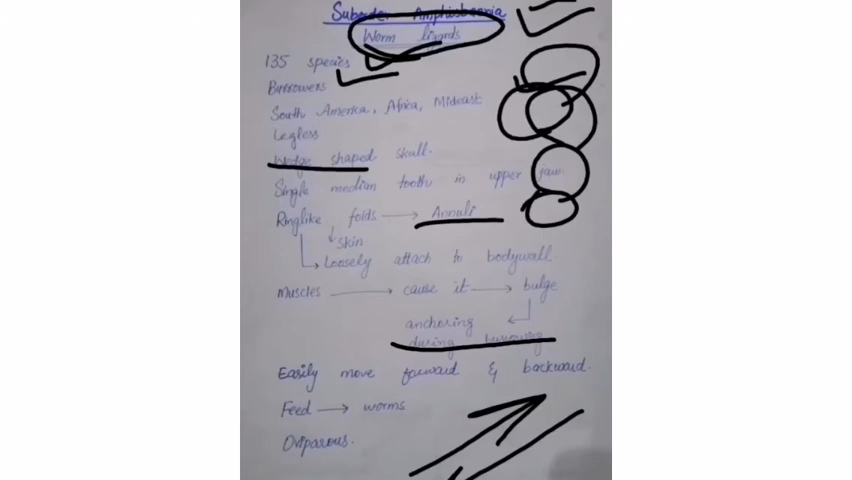 Suborder Amphisbaenia
Worm lizards
135 species
Burrowers
South America, Africa, Mideast
Legless
Wedge shaped skull.
Single median tooth in upper jaw
Ringlike folds → Annuli
↓ skin
↳ Loosely attach to bodywall.
Muscles → cause it → bulge
anchoring
during burrowing
Easily move forward & backward.
Feed → worms
Oviparous.